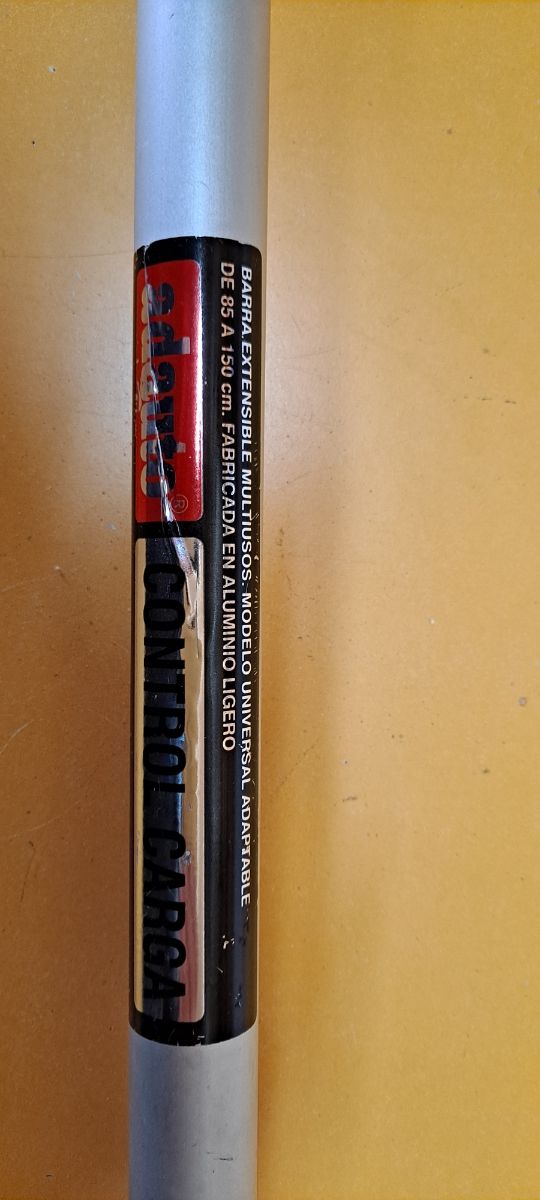 BARRA EXTENSIBLE MULTIUSOS. MODELO UNIVERSAL ADAPTABLE
DE 85 A 150 cm. FABRICADA EN ALUMINIO LIGERO
adauto®
CONTROL CARGA